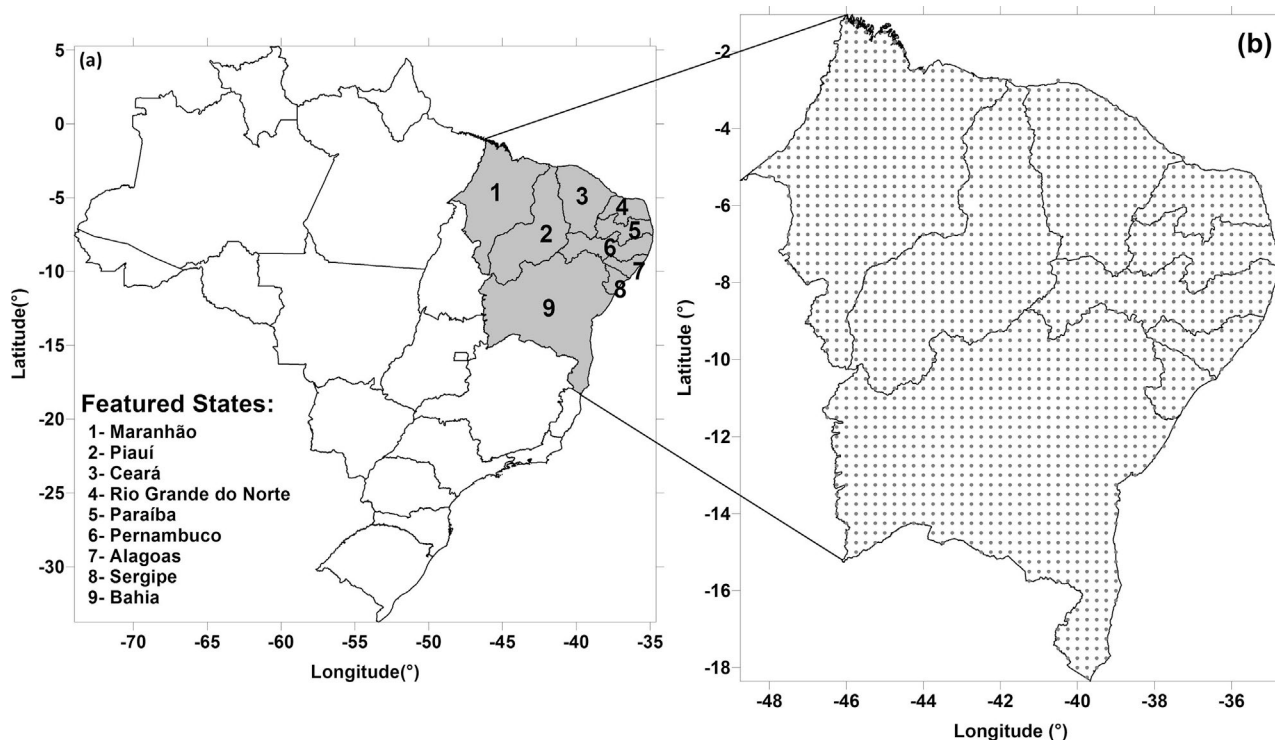 (a)
5
0
-5
-10
-15
-20
-25
-30
Latitude(°)
1
2
3
4
5
6
7
8
9
Featured States:
1- Maranhão
2- Piauí
3- Ceará
4- Rio Grande do Norte
5- Paraíba
6- Pernambuco
7- Alagoas
8- Sergipe
9- Bahia
-70 -65 -60 -55 -50 -45 -40 -35
Longitude(°)
(b)
-2
-4
-6
-8
-10
-12
-14
-16
-18
Latitude (°)
-48 -46 -44 -42 -40 -38 -36
Longitude (°)